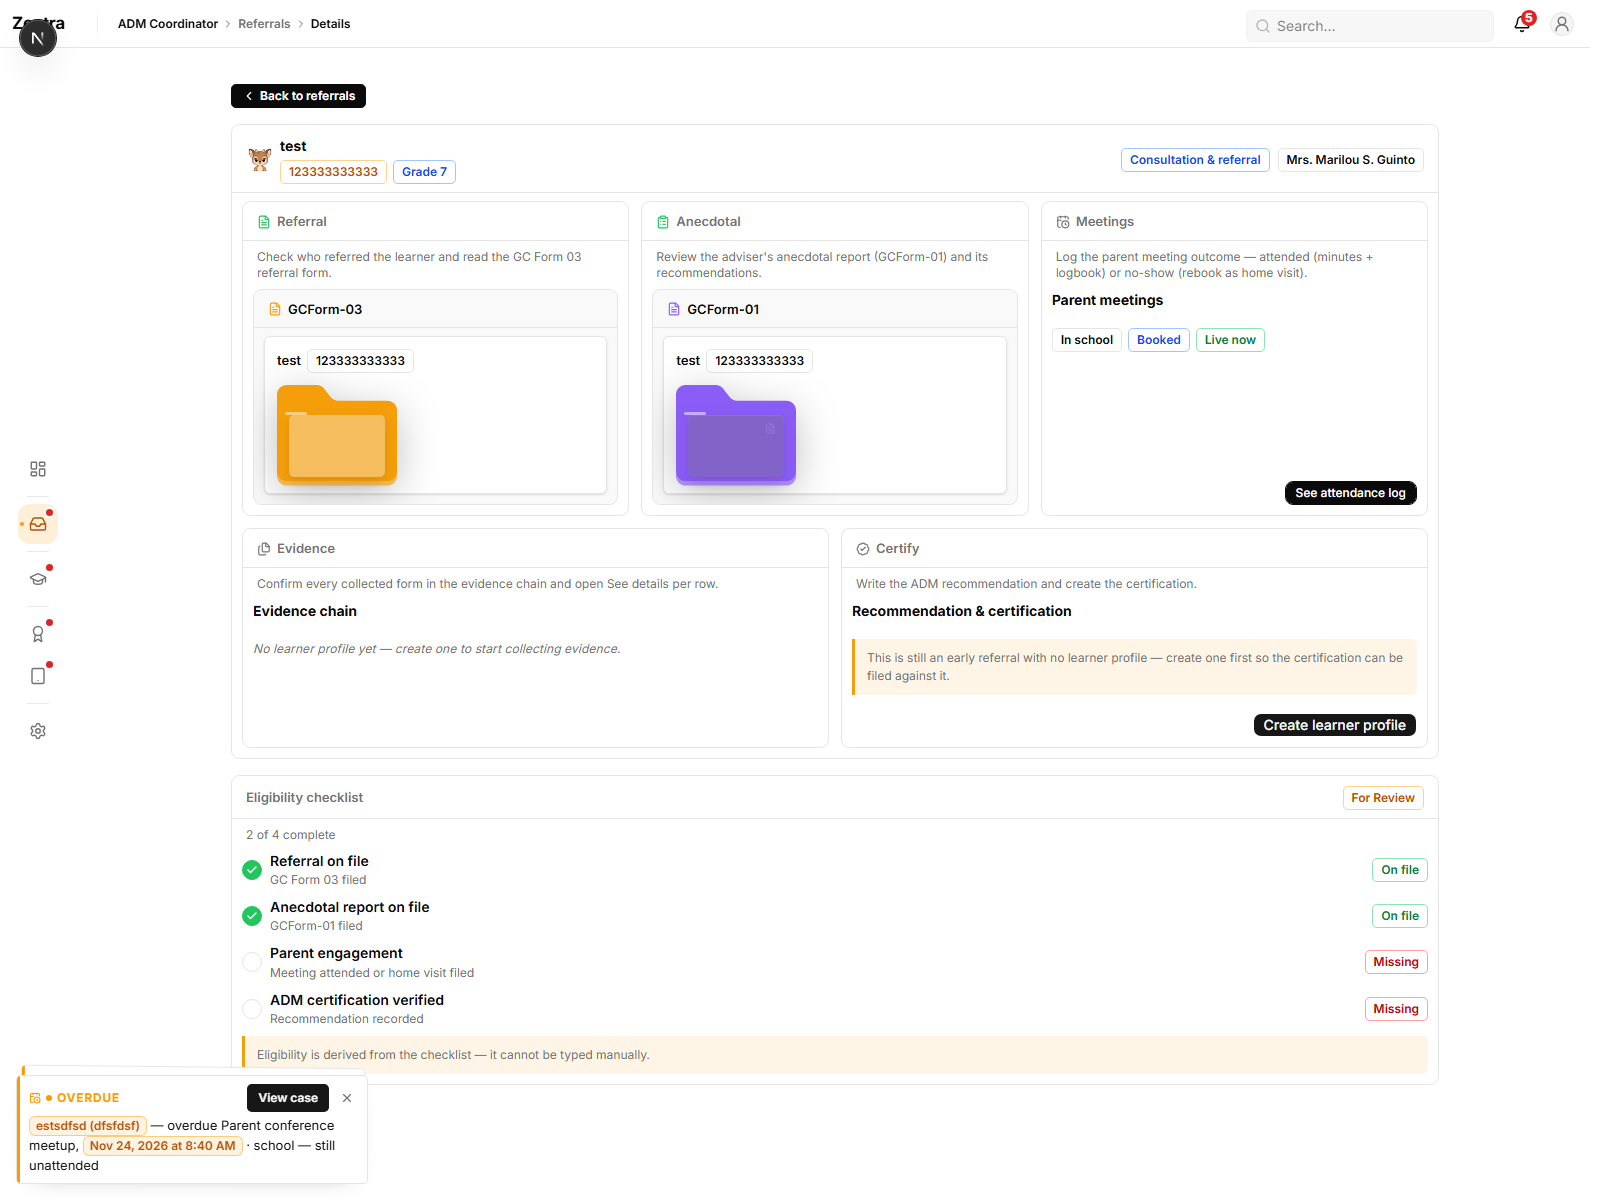 ADM Coordinator > Referrals > Details
Search...
5
N
Back to referrals
test
123333333333 Grade 7
Consultation & referral Mrs. Marilou S. Guinto
Referral
Check who referred the learner and read the GC Form 03
referral form.
GCForm-03
test 123333333333
Anecdotal
Review the adviser's anecdotal report (GCForm-01) and its
recommendations.
GCForm-01
test 123333333333
Meetings
Log the parent meeting outcome — attended (minutes +
logbook) or no-show (rebook as home visit).
Parent meetings
In school Booked Live now
See attendance log
Evidence
Confirm every collected form in the evidence chain and open See details per row.
Evidence chain
No learner profile yet — create one to start collecting evidence.
Certify
Write the ADM recommendation and create the certification.
Recommendation & certification
This is still an early referral with no learner profile — create one first so the certification can be
filed against it.
Create learner profile
Eligibility checklist For Review
2 of 4 complete
Referral on file
GC Form 03 filed
On file
Anecdotal report on file
GCForm-01 filed
On file
Parent engagement
Meeting attended or home visit filed
Missing
ADM certification verified
Recommendation recorded
Missing
Eligibility is derived from the checklist — it cannot be typed manually.
OVERDUE View case
estsdfsd (dfsfdsf) — overdue Parent conference
meetup, Nov 24, 2026 at 8:40 AM · school — still
unattended